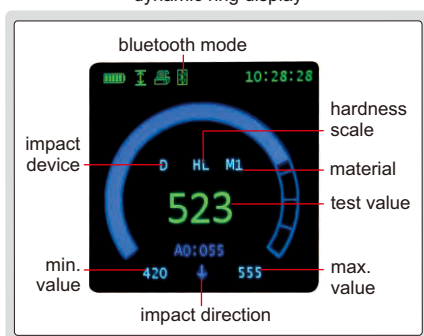 dynamic ring display
bluetooth mode
10:28:28
hardness
scale
impact
device
D HL M1
material
523
test value
A0:055
min.
value
420
555
max.
value
impact direction